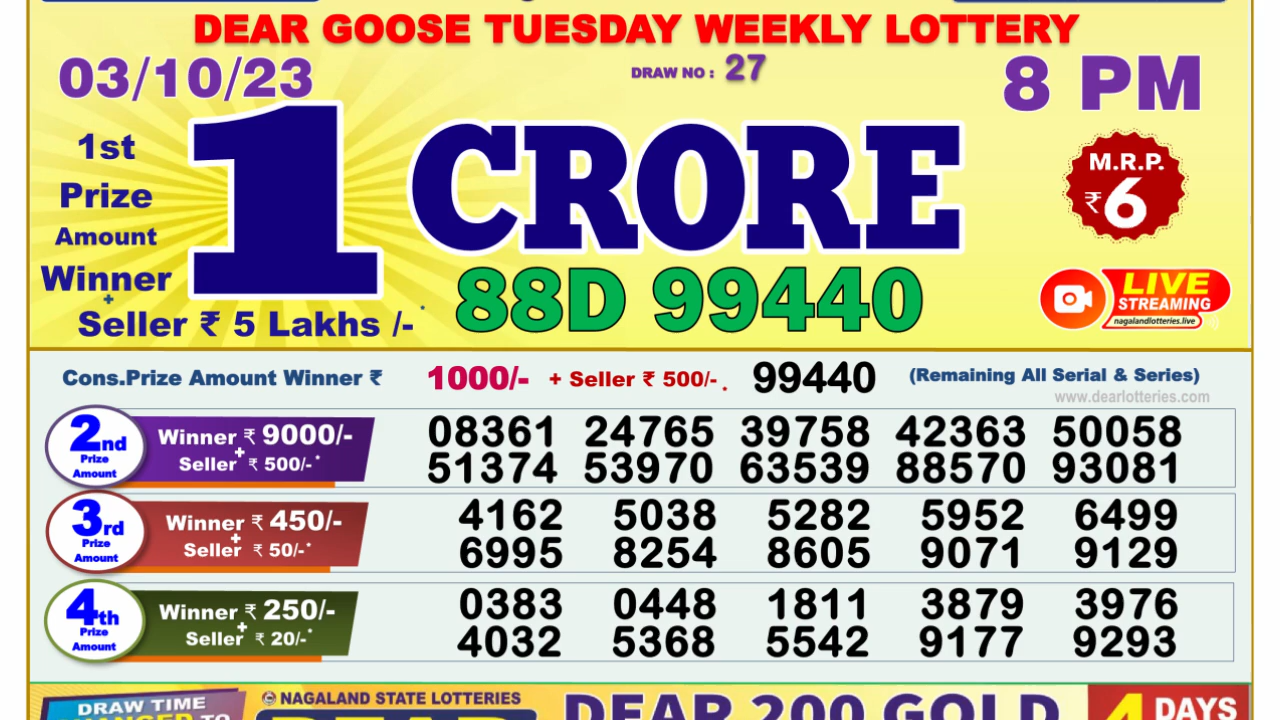 DEAR GOOSE TUESDAY WEEKLY LOTTERY
03/10/23
DRAW NO : 27
8 PM
1st
Prize
Amount
Winner
+
Seller ₹ 5 Lakhs /-
1 CRORE
88D 99440
M.R.P.
₹ 6
LIVE
STREAMING
nagalandlotteries.live
Cons.Prize Amount Winner ₹ 1000/- + Seller ₹ 500/- . 99440 (Remaining All Serial & Series)
www.dearlotteries.com
2nd
Prize
Amount
Winner ₹ 9000/-
+
Seller ₹ 500/-*
08361 24765 39758 42363 50058
51374 53970 63539 88570 93081
3rd
Prize
Amount
Winner ₹ 450/-
+
Seller ₹ 50/-*
4162 5038 5282 5952 6499
6995 8254 8605 9071 9129
4th
Prize
Amount
Winner ₹ 250/-
+
Seller ₹ 20/-*
0383 0448 1811 3879 3976
4032 5368 5542 9177 9293
DRAW TIME
CHANGED TO
NAGALAND STATE LOTTERIES
DEAR
DEAR 200 GOLD
4 DAYS